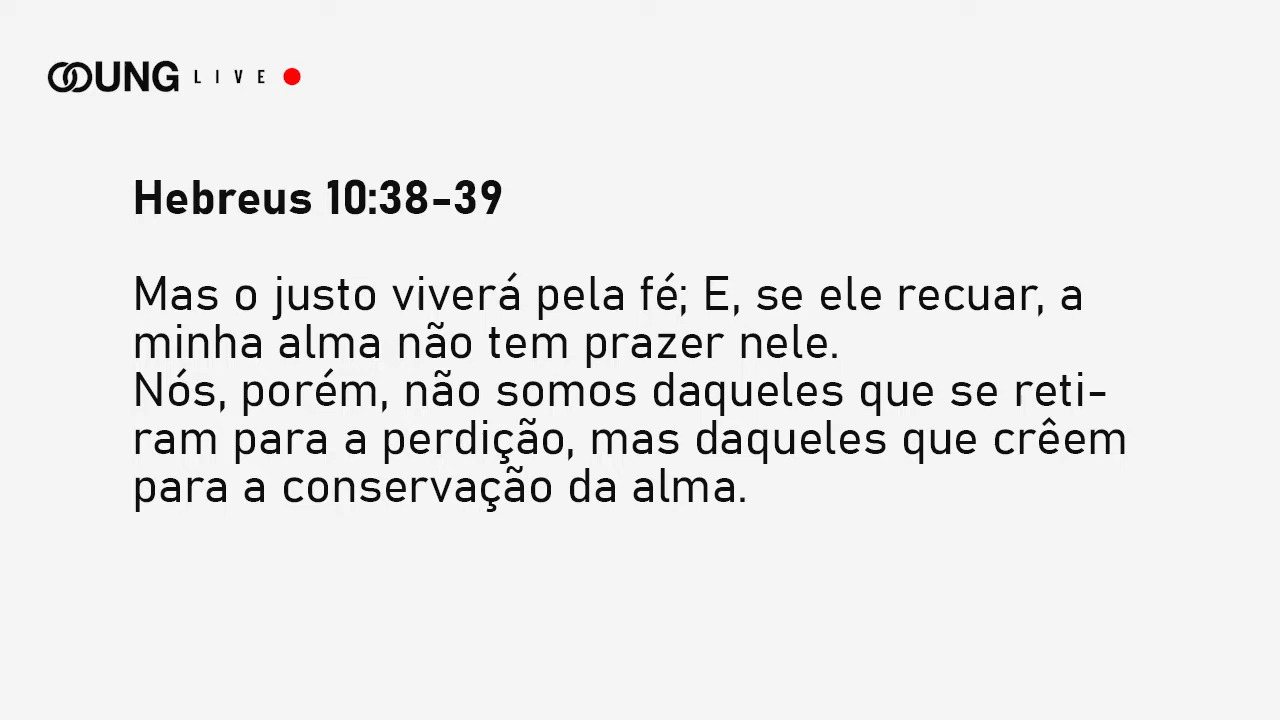 OOUNG LIVE
Hebreus 10:38-39
Mas o justo viverá pela fé; E, se ele recuar, a
minha alma não tem prazer nele.
Nós, porém, não somos daqueles que se reti-
ram para a perdição, mas daqueles que crêem
para a conservação da alma.